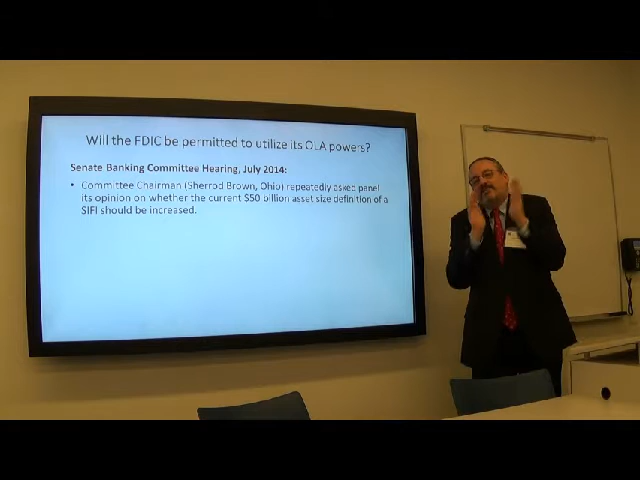 Will the FDIC be permitted to utilize its OLA powers?
Senate Banking Committee Hearing, July 2014:
• Committee Chairman (Sherrod Brown, Ohio) repeatedly asked panel
its opinion on whether the current $50 billion asset size definition of a
SIFI should be increased.